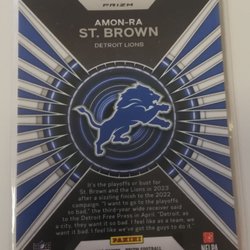 PRIZM
AMON-RA
ST. BROWN
DETROIT LIONS
It's the playoffs or bust for
St. Brown and the Lions in 2023
after a sizzling finish to the 2022
campaign. "I want to go to the playoffs
so bad," the third-year wide receiver said
to the Detroit Free Press in April. "Detroit, as a
city, they want it so bad. I feel like as a team, we
want it bad. I feel like we've got the guys to do it."
PANINI
FOOTBALL
NFLPA